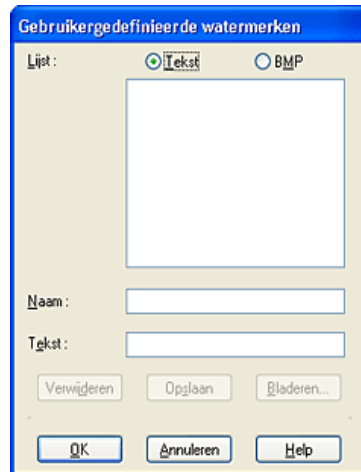 Gebruikergedefinieerde watermerken
Lijst : Tekst BMP
Naam :
Tekst :
Verwijderen Opslaan Bladeren...
OK Annuleren Help